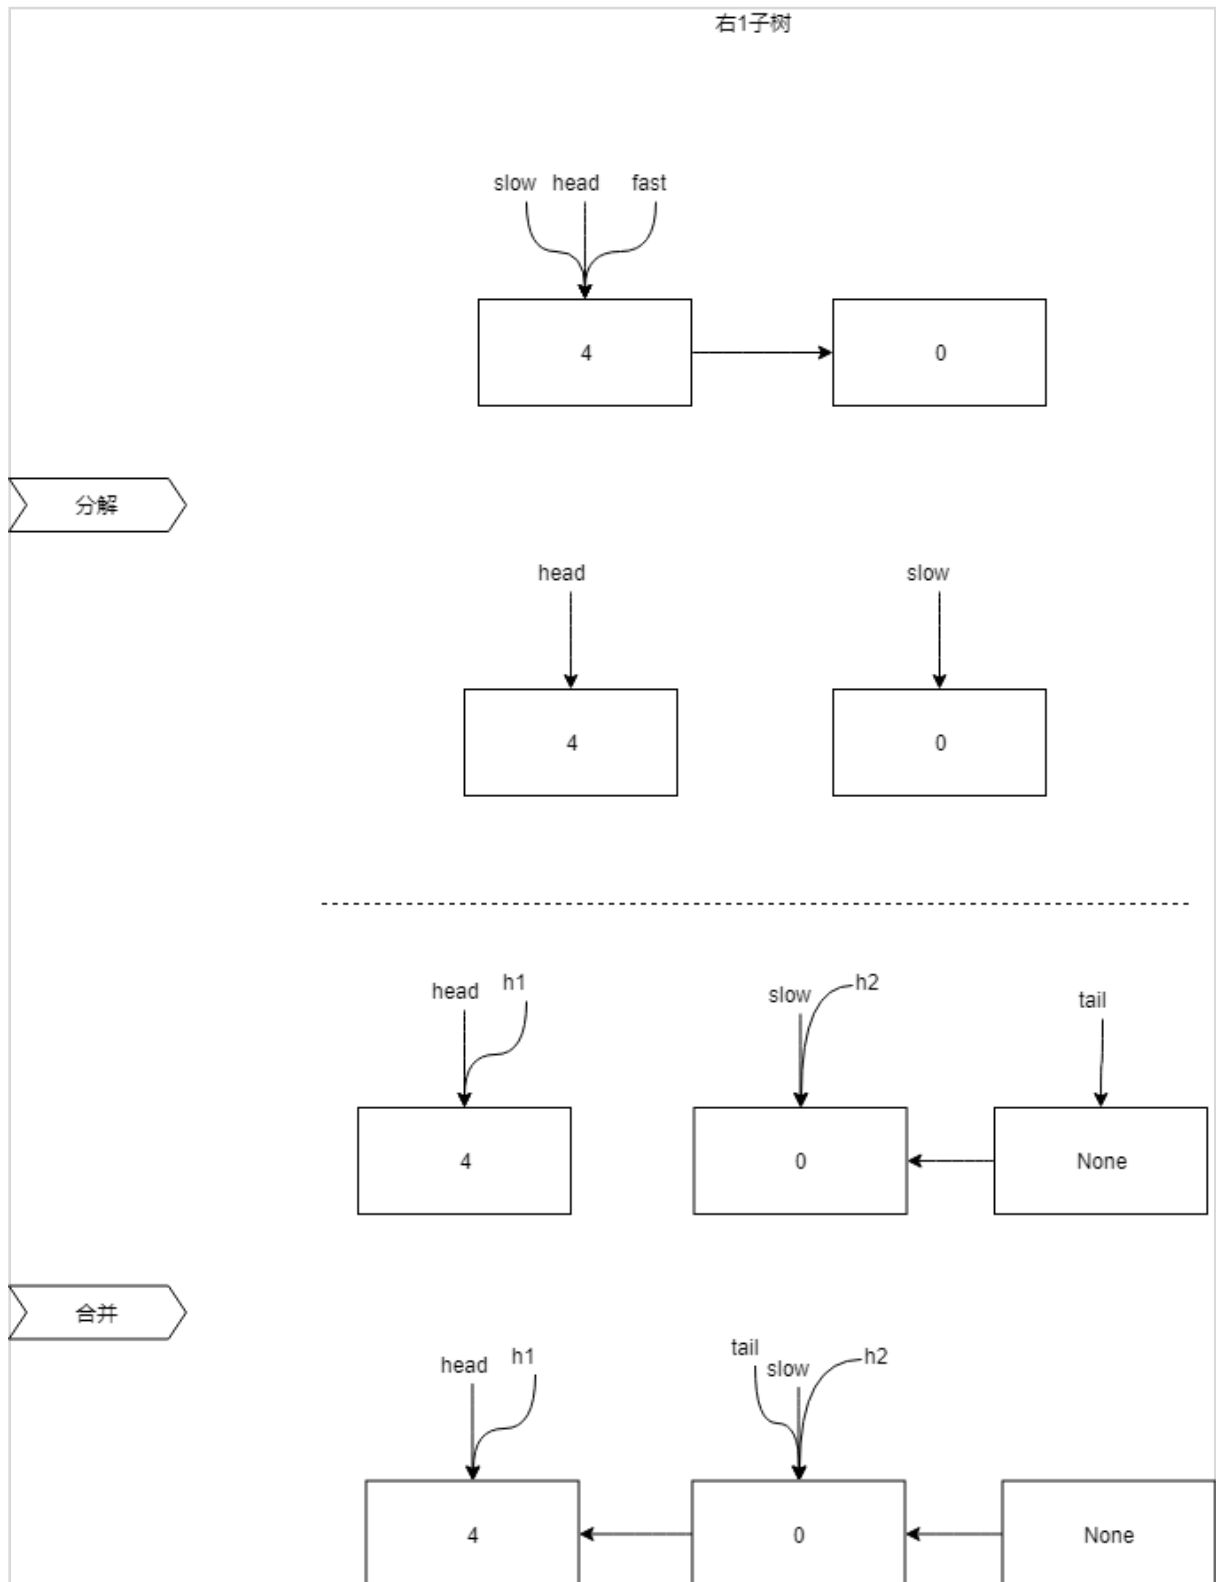 右1子树
slow head fast
4 0
分解
head slow
4 0
head h1 slow h2 tail
4 0 None
合并
head h1 tail slow h2
4 0 None